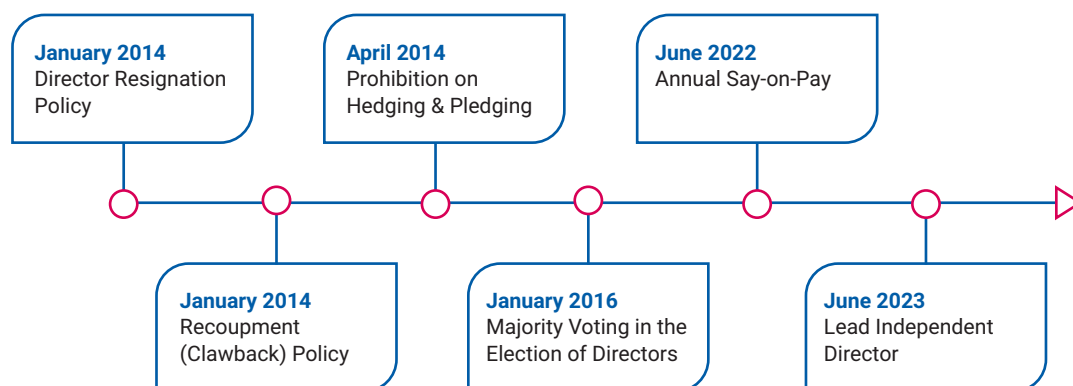 January 2014
Director Resignation
Policy
April 2014
Prohibition on
Hedging & Pledging
June 2022
Annual Say-on-Pay
January 2014
Recoupment
(Clawback) Policy
January 2016
Majority Voting in the
Election of Directors
June 2023
Lead Independent
Director